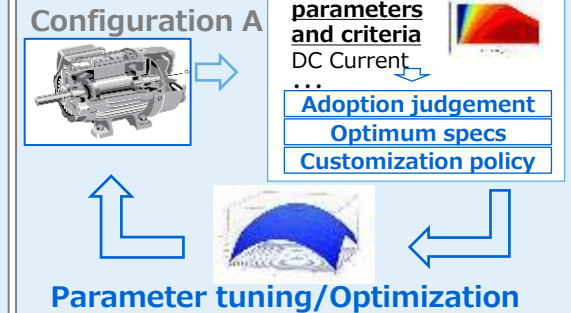 Configuration A
parameters
and criteria
DC Current
...
Adoption judgement
Optimum specs
Customization policy
Parameter tuning/Optimization